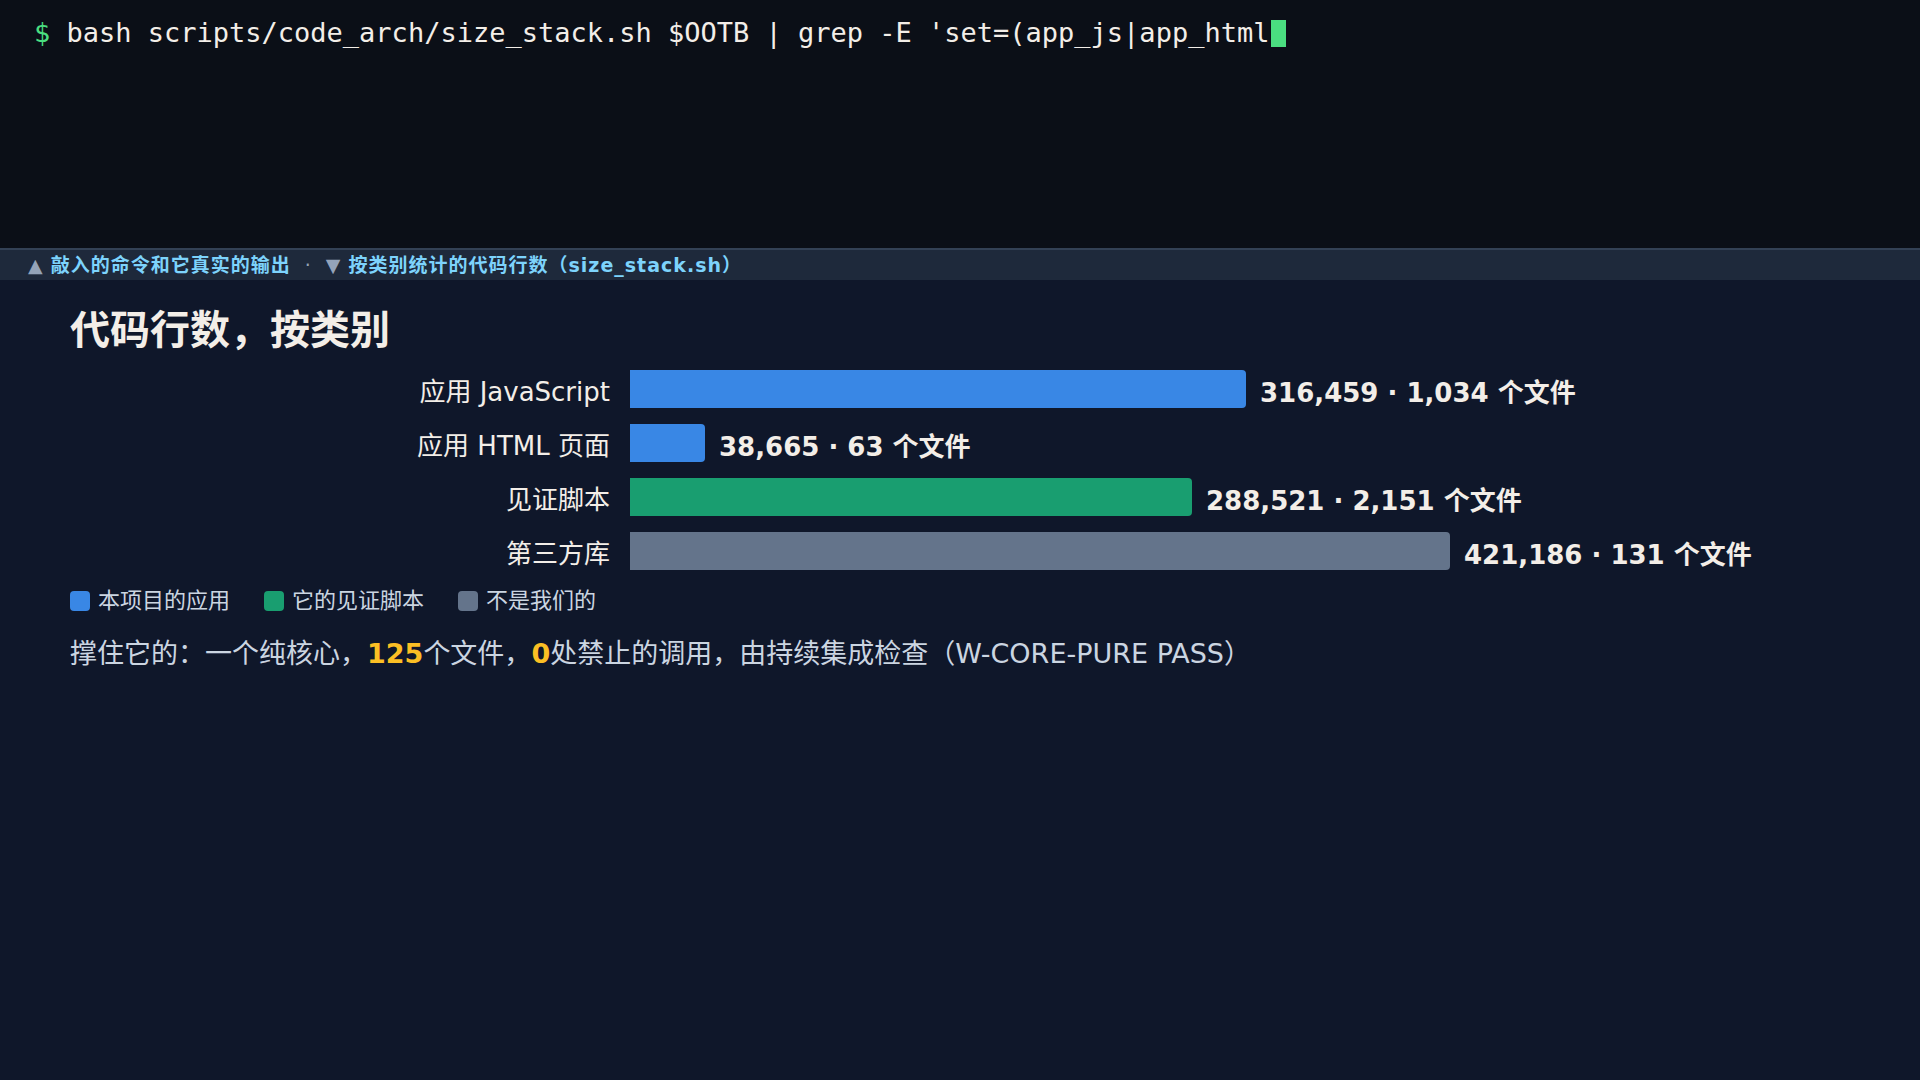 $ bash scripts/code_arch/size_stack.sh $OOTB | grep -E 'set=(app_js|app_html
▲ 敲入的命令和它真实的输出 · ▼ 按类别统计的代码行数（size_stack.sh）
代码行数，按类别
应用 JavaScript 316,459 · 1,034 个文件
应用 HTML 页面 38,665 · 63 个文件
见证脚本 288,521 · 2,151 个文件
第三方库 421,186 · 131 个文件
本项目的应用 它的见证脚本 不是我们的
撑住它的：一个纯核心，125个文件，0处禁止的调用，由持续集成检查（W-CORE-PURE PASS）